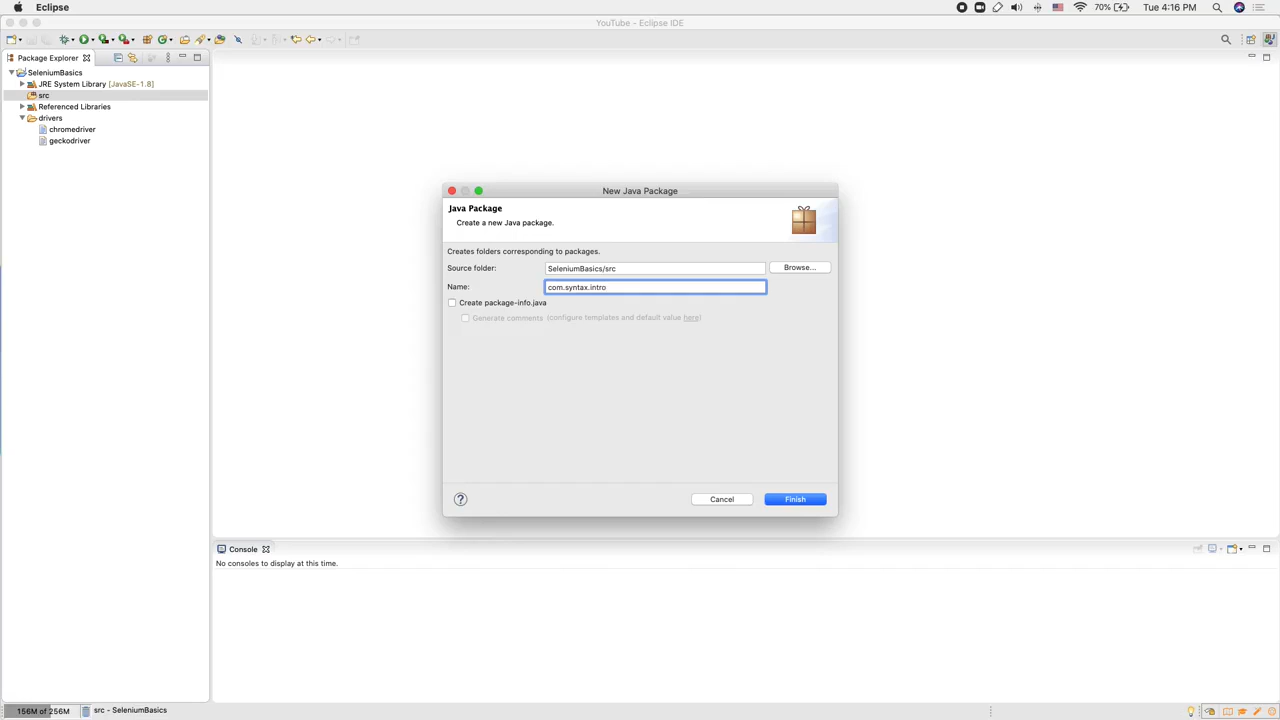 Eclipse
70%
Tue 4:16 PM
YouTube - Eclipse IDE
Package Explorer
SeleniumBasics
JRE System Library [JavaSE-1.8]
src
Referenced Libraries
drivers
chromedriver
geckodriver
New Java Package
Java Package
Create a new Java package.
Creates folders corresponding to packages.
Source folder:
SeleniumBasics/src
Browse...
Name:
com.syntax.intro
Create package-info.java
Generate comments (configure templates and default value here)
?
Cancel
Finish
Console
No consoles to display at this time.
156M of 256M
src - SeleniumBasics